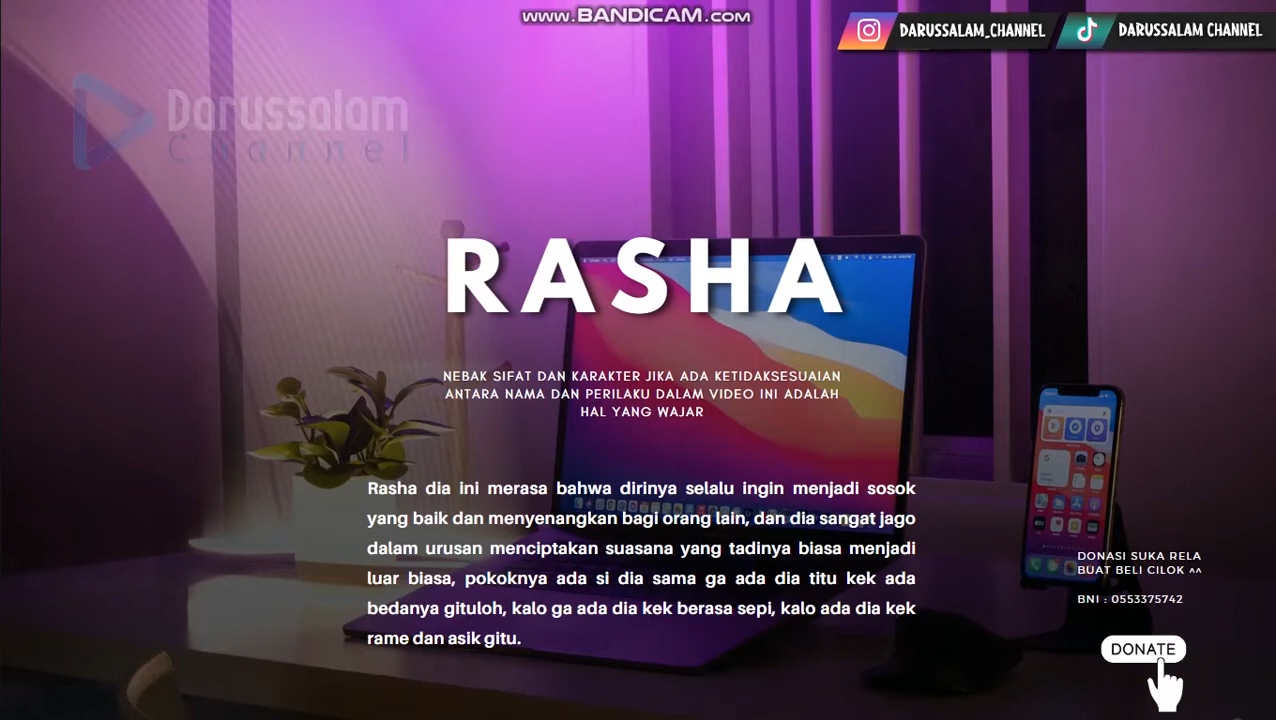 www.BANDICAM.com
DARUSSALAM_CHANNEL
DARUSSALAM CHANNEL
Darussalam
Channel
RASHA
NEBAK SIFAT DAN KARAKTER JIKA ADA KETIDAKSESUAIAN
ANTARA NAMA DAN PERILAKU DALAM VIDEO INI ADALAH
HAL YANG WAJAR
Rasha dia ini merasa bahwa dirinya selalu ingin menjadi sosok
yang baik dan menyenangkan bagi orang lain, dan dia sangat jago
dalam urusan menciptakan suasana yang tadinya biasa menjadi
luar biasa, pokoknya ada si dia sama ga ada dia titu kek ada
bedanya gituloh, kalo ga ada dia kek berasa sepi, kalo ada dia kek
rame dan asik gitu.
DONASI SUKA RELA
BUAT BELI CILOK ^^
BNI : 0553375742
DONATE